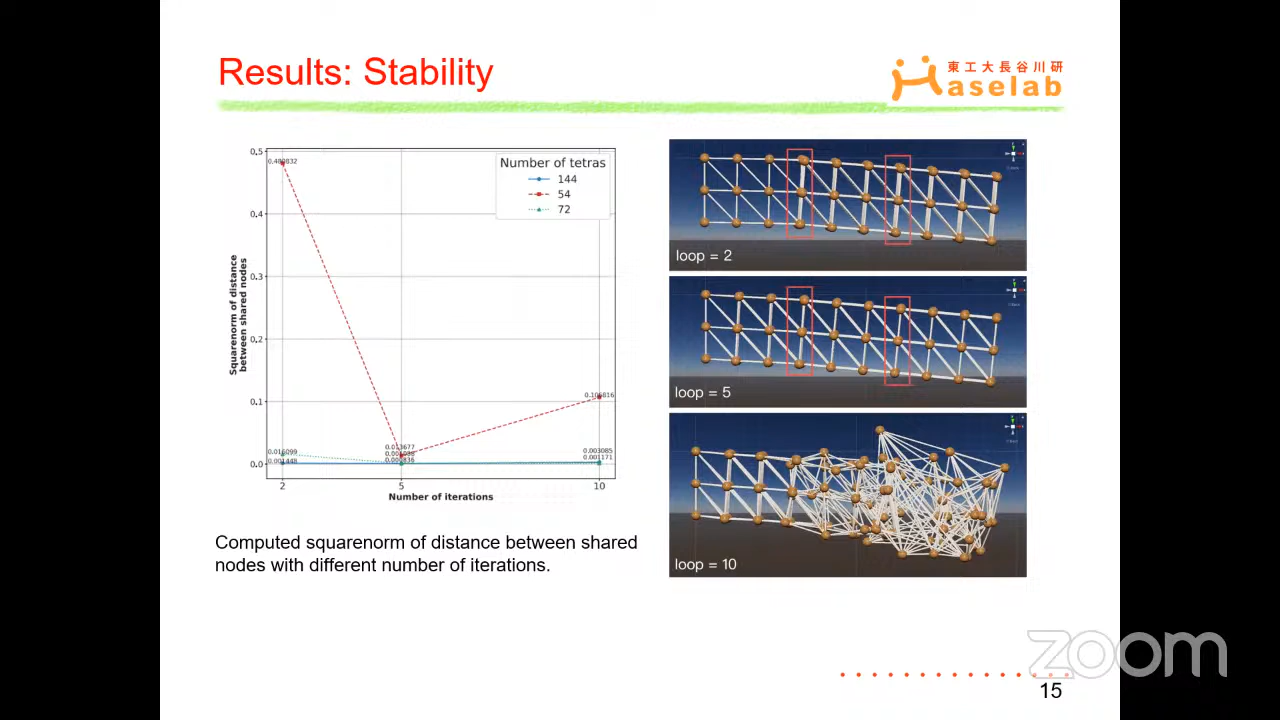 Results: Stability
東工大長谷川研
Haselab
0.5
0.4
0.3
0.2
0.1
0.0
Squarenorm of distance
between shared nodes
Number of tetras
144
54
72
0.016099
0.001448
0.013677
0.106816
0.003085
0.001171
2
5
10
Number of iterations
Computed squarenorm of distance between shared
nodes with different number of iterations.
loop = 2
loop = 5
loop = 10
zoom
15